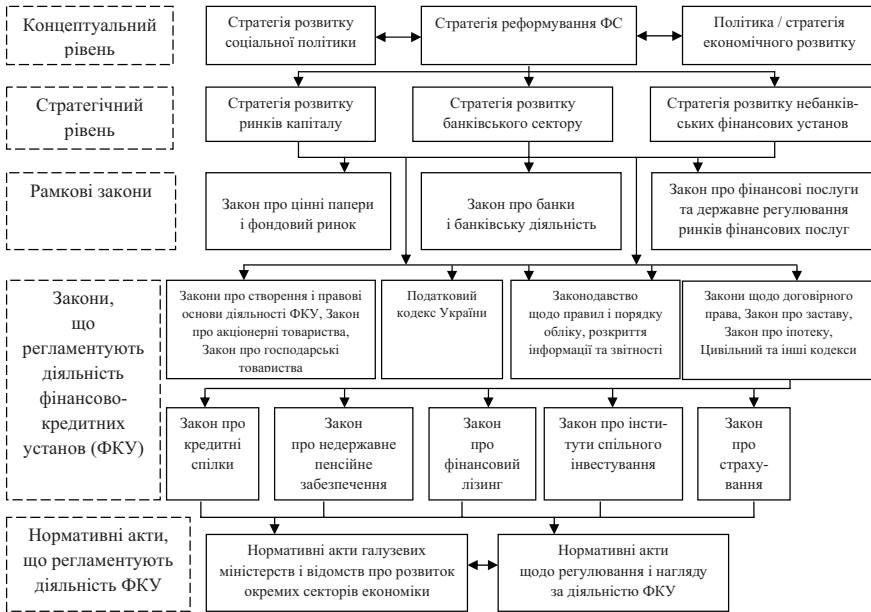 Концептуальний
рівень
Стратегія розвитку
соціальної політики
Стратегія реформування ФС
Політика / стратегія
економічного розвитку
Стратегічний
рівень
Стратегія розвитку
ринків капіталу
Стратегія розвитку
банківського сектору
Стратегія розвитку небанків-
ських фінансових установ
Рамкові закони
Закон про цінні папери
і фондовий ринок
Закон про банки
і банківську діяльність
Закон про фінансові послуги
та державне регулювання
ринків фінансових послуг
Закони,
що
регламентують
діяльність
фінансово-
кредитних
установ (ФКУ)
Закони про створення і правові
основи діяльності ФКУ, Закон
про акціонерні товариства,
Закон про господарські
товариства
Податковий
кодекс України
Законодавство
щодо правил і порядку
обліку, розкриття
інформації та звітності
Закони щодо договірного
права, Закон про заставу,
Закон про іпотеку,
Цивільний та інші кодекси
Закон про
кредитні
спілки
Закон
про недержавне
пенсійне
забезпечення
Закон
про
фінансовий
лізинг
Закон про інсти-
тути спільного
інвестування
Закон
про
страху-
вання
Нормативні акти,
що регламентують
діяльність ФКУ
Нормативні акти галузевих
міністерств і відомств про розвиток
окремих секторів економіки
Нормативні акти
щодо регулювання і нагляду
за діяльністю ФКУ